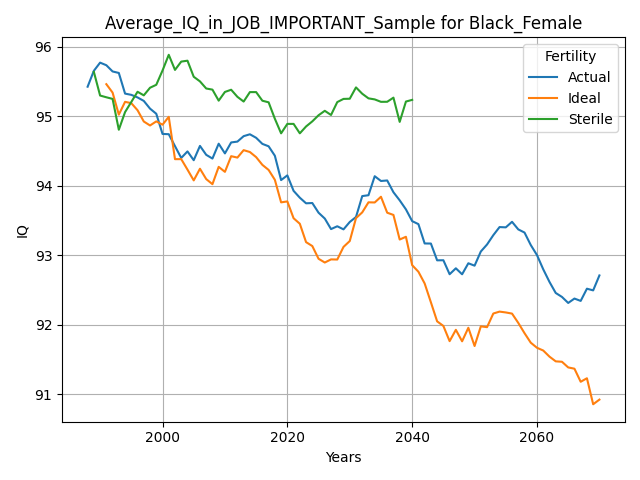 Average_IQ_in_JOB_IMPORTANT_Sample for Black_Female
96
95
94
93
92
91
IQ
2000
2020
2040
2060
Years
Fertility
Actual
Ideal
Sterile